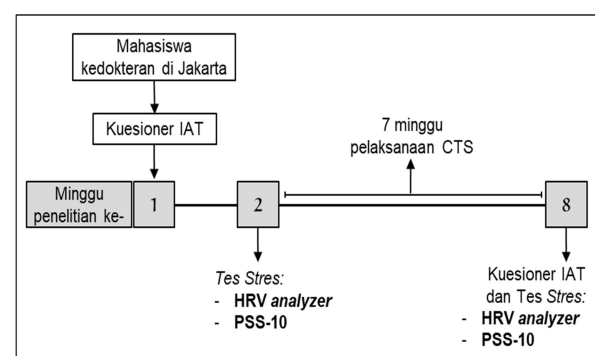 Mahasiswa
kedokteran di Jakarta
Kuesioner IAT
7 minggu
pelaksanaan CTS
Minggu
penelitian ke-
1
2
8
Tes Stres:
- HRV analyzer
- PSS-10
Kuesioner IAT
dan Tes Stres:
- HRV analyzer
- PSS-10